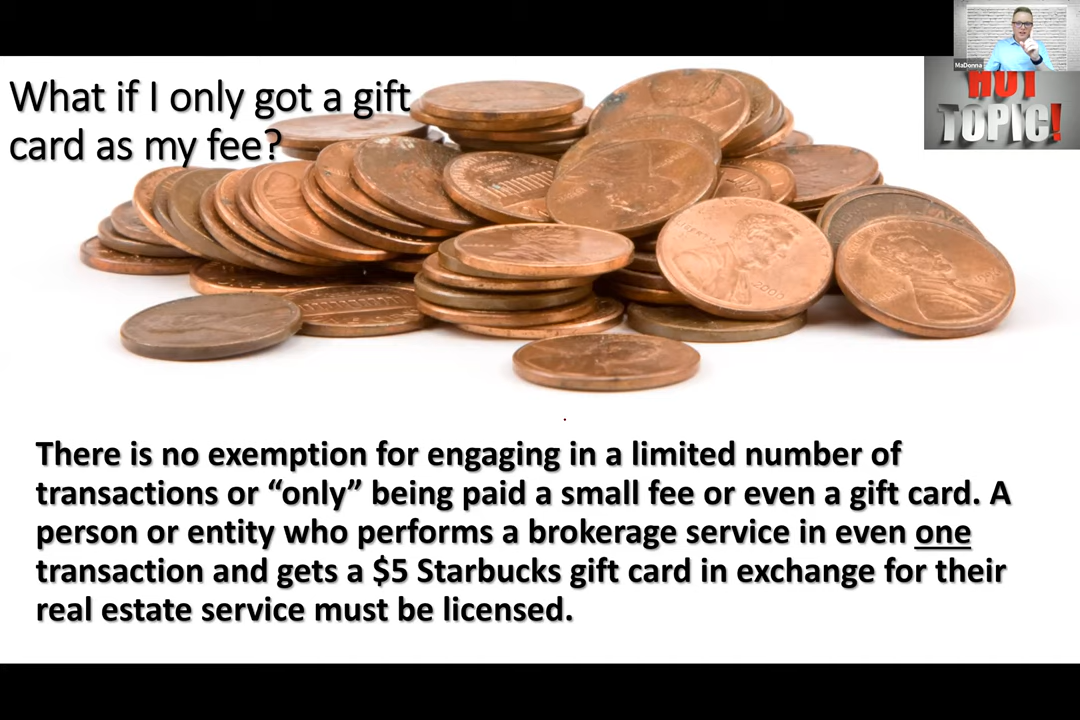 MaDonna
HOT
TOPIC!
What if I only got a gift
card as my fee?
2000
There is no exemption for engaging in a limited number of
transactions or “only” being paid a small fee or even a gift card. A
person or entity who performs a brokerage service in even one
transaction and gets a $5 Starbucks gift card in exchange for their
real estate service must be licensed.